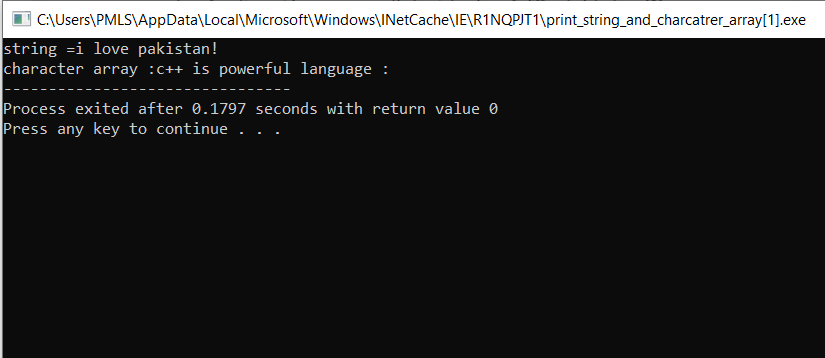 C:\Users\PMLS\AppData\Local\Microsoft\Windows\INetCache\IE\R1NQPJT1\print_string_and_charcatrer_array[1].exe
string =i love pakistan!
character array :c++ is powerful language :
--------------------------------
Process exited after 0.1797 seconds with return value 0
Press any key to continue . . .